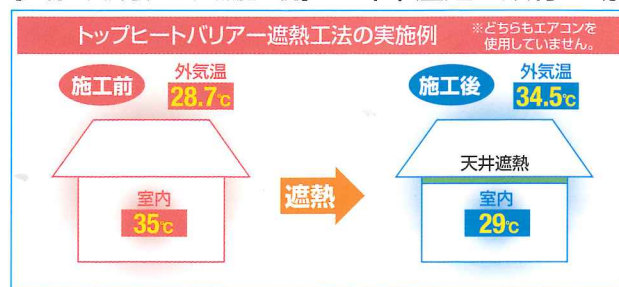 トップヒートバリアー遮熱工法の実施例
※どちらもエアコンを
使用していません。
施工前
外気温
28.7℃
室内
35℃
遮熱
施工後
外気温
34.5℃
天井遮熱
室内
29℃